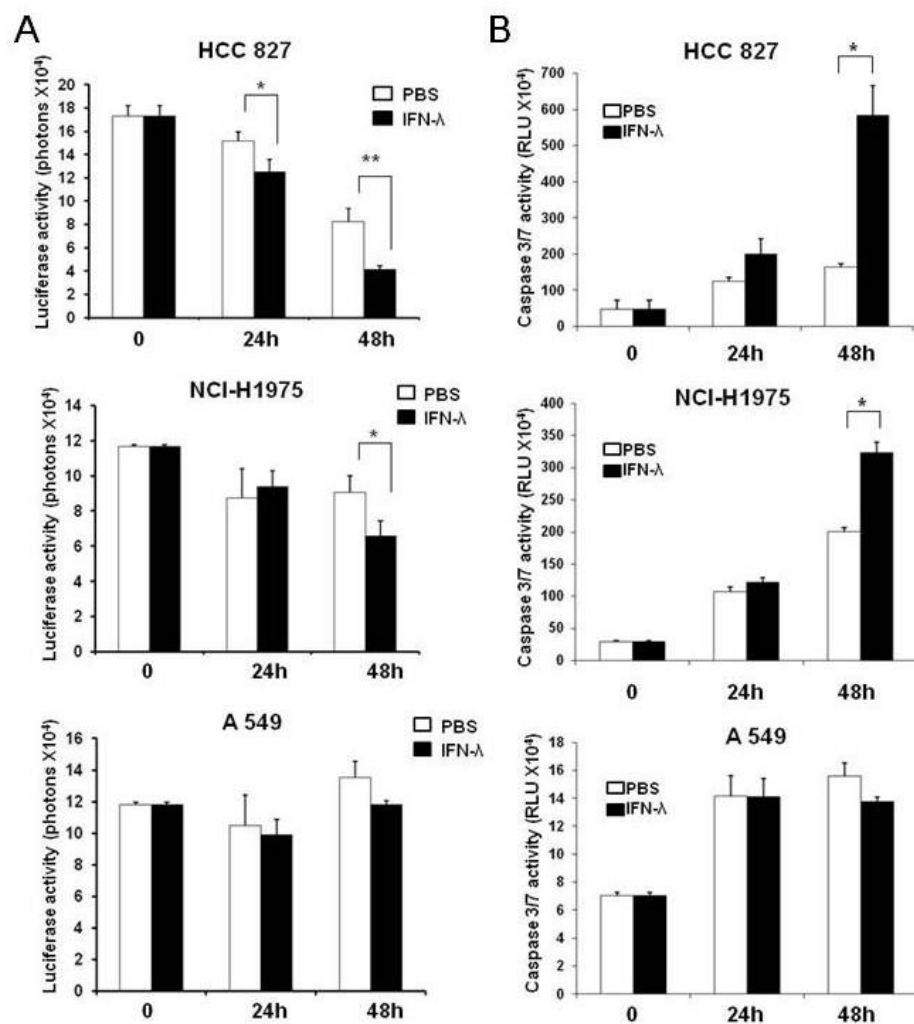 A
HCC 827
Luciferase activity (photons X10⁴)
20
18
16
14
12
10
8
6
4
2
0
PBS
IFN-λ
*
**
0 24h 48h
NCI-H1975
Luciferase activity (photons X10⁴)
14
12
10
8
6
4
2
0
PBS
IFN-λ
*
0 24h 48h
A 549
Luciferase activity (photons X10⁴)
16
14
12
10
8
6
4
2
0
PBS
IFN-λ
0 24h 48h
B
HCC 827
Caspase 3/7 activity (RLU X10⁴)
700
600
500
400
300
200
100
0
PBS
IFN-λ
*
0 24h 48h
NCI-H1975
Caspase 3/7 activity (RLU X10⁴)
400
350
300
250
200
150
100
50
0
PBS
IFN-λ
*
0 24h 48h
A 549
Caspase 3/7 activity (RLU X10⁴)
18
16
14
12
10
8
6
4
2
0
PBS
IFN-λ
0 24h 48h